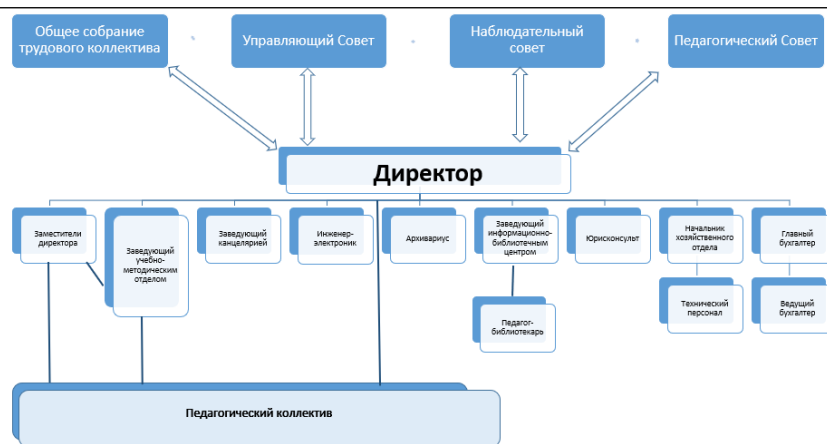 Общее собрание
трудового коллектива
Управляющий Совет
Наблюдательный
совет
Педагогический Совет
Директор
Заместители
директора
Заведующий
учебно-
методическим
отделом
Заведующий
канцелярией
Инженер-
электроник
Архивариус
Заведующий
информационно-
библиотечным
центром
Юрисконсульт
Начальник
хозяйственного
отдела
Главный
бухгалтер
Педагог-
библиотекарь
Технический
персонал
Ведущий
бухгалтер
Педагогический коллектив